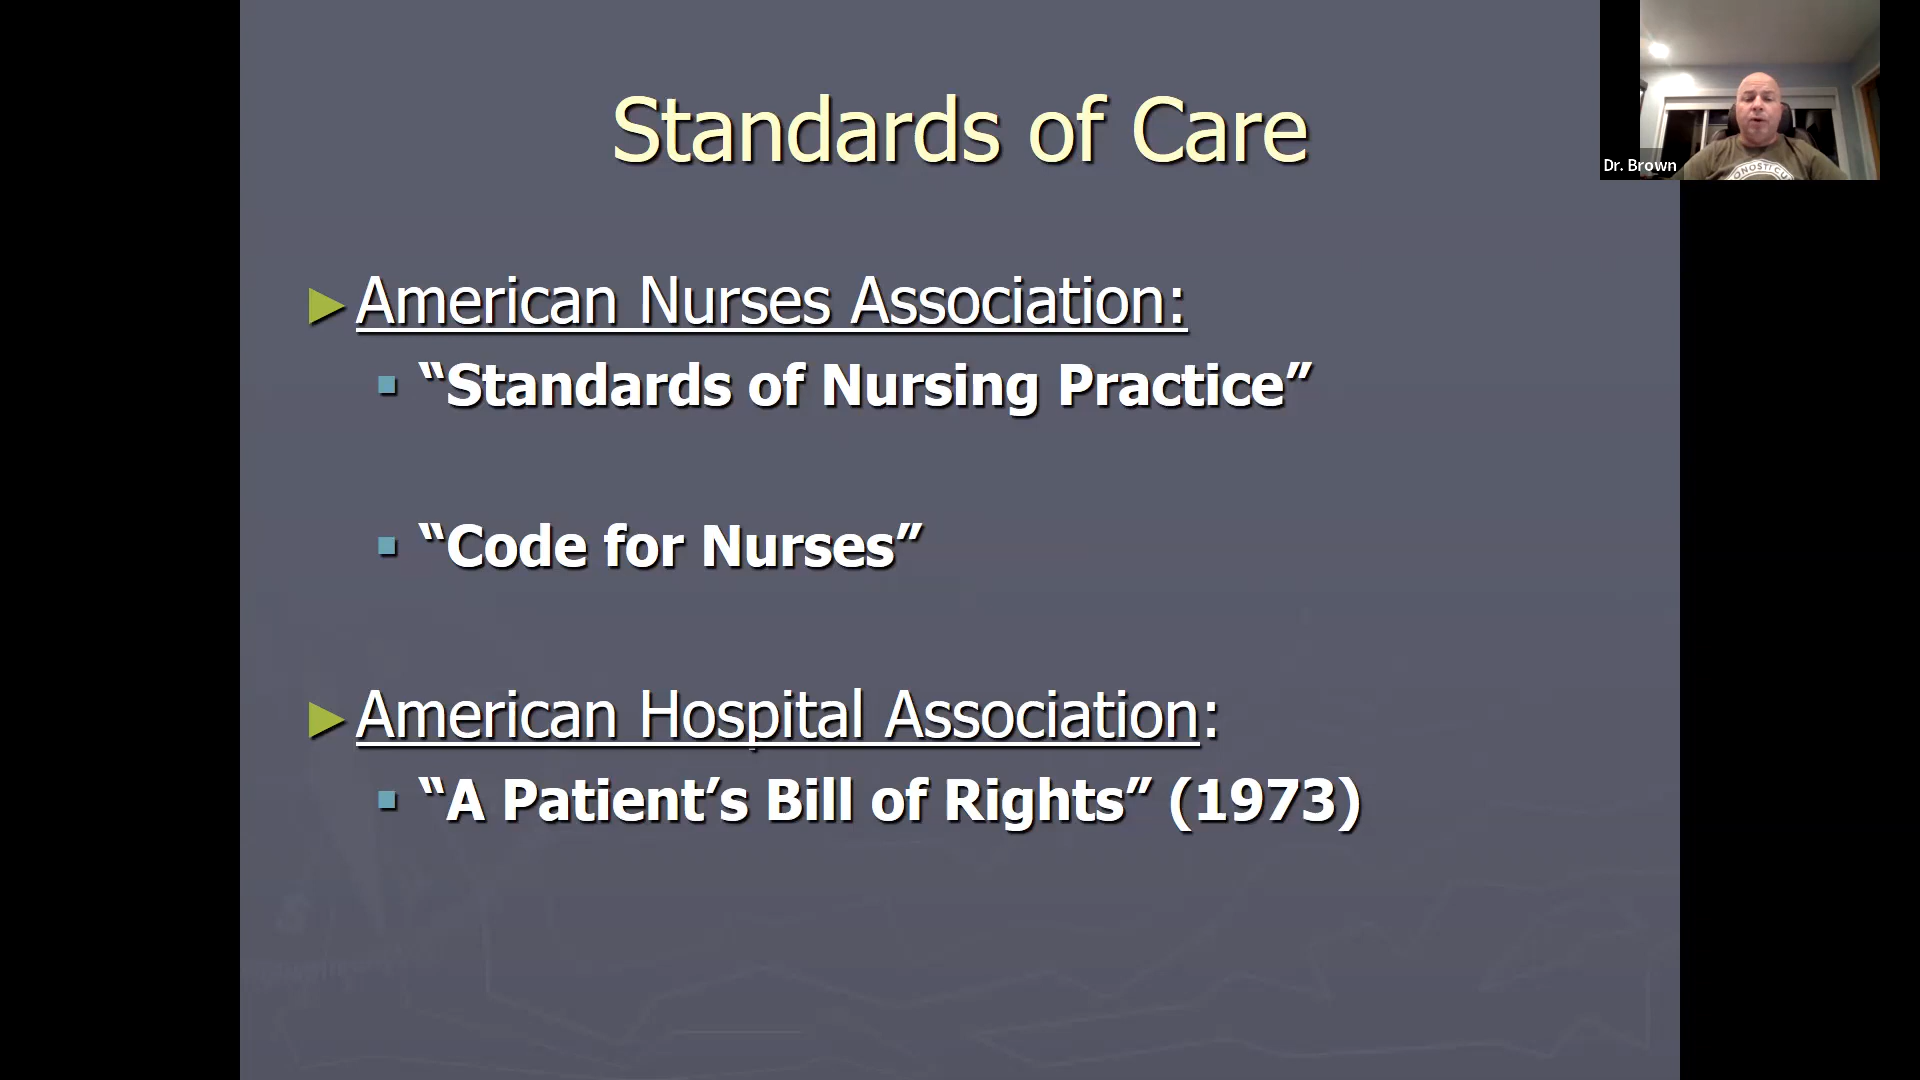 Standards of Care
Dr. Brown
►American Nurses Association:
▪ “Standards of Nursing Practice”
▪ “Code for Nurses”
►American Hospital Association:
▪ “A Patient’s Bill of Rights” (1973)